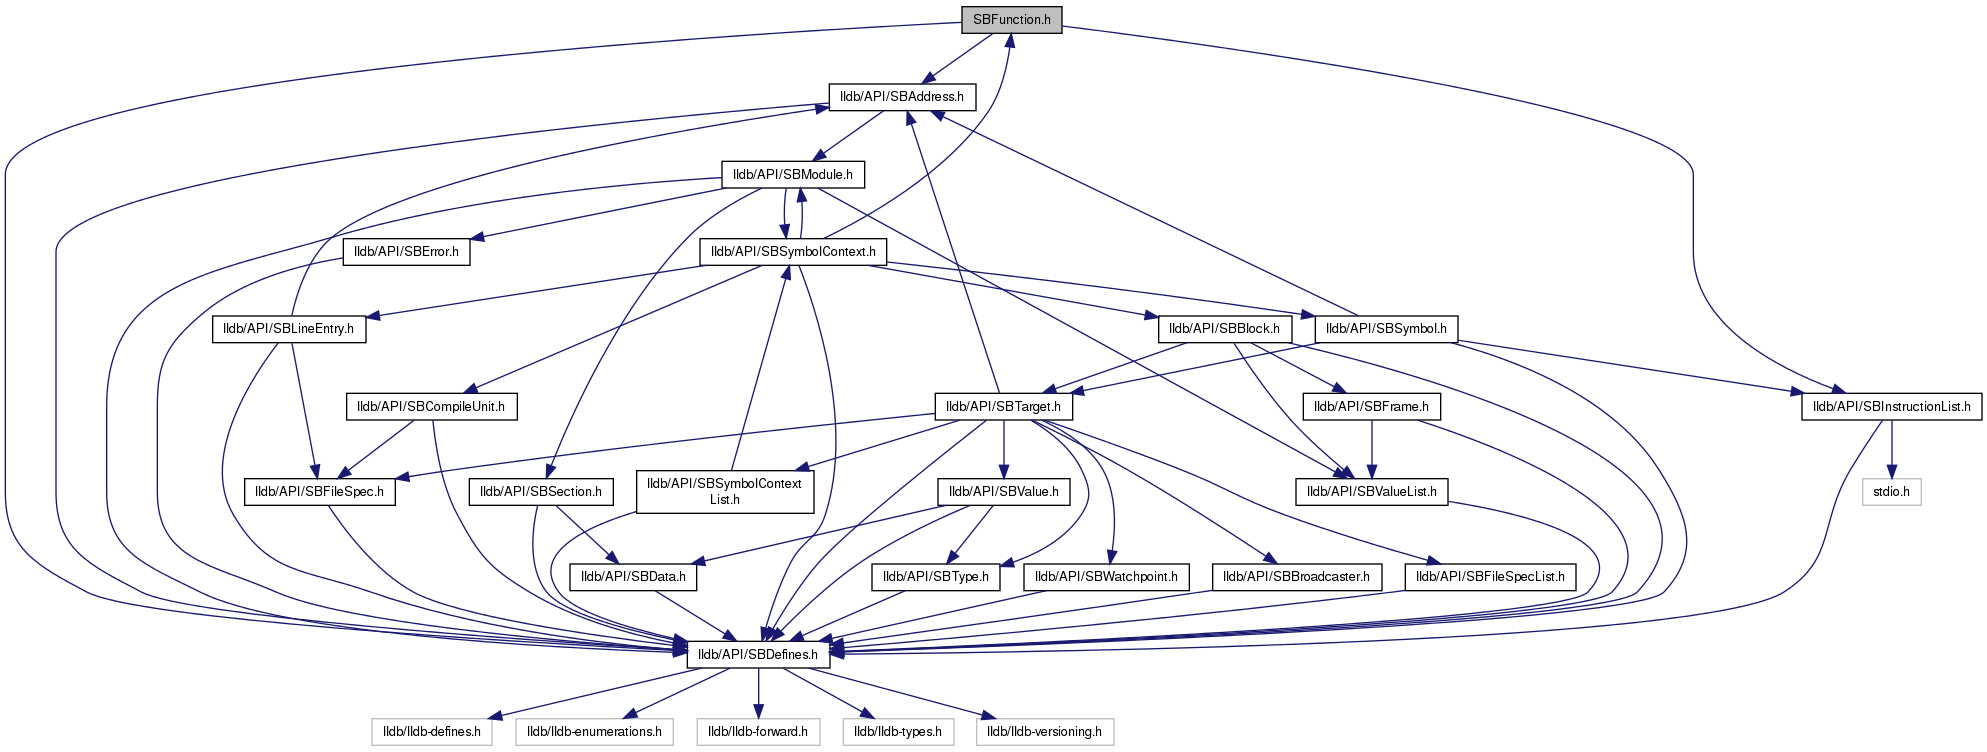 SBFunction.h
lldb/API/SBAddress.h
lldb/API/SBModule.h
lldb/API/SBError.h
lldb/API/SBSymbolContext.h
lldb/API/SBLineEntry.h
lldb/API/SBBlock.h
lldb/API/SBSymbol.h
lldb/API/SBCompileUnit.h
lldb/API/SBTarget.h
lldb/API/SBFrame.h
lldb/API/SBInstructionList.h
lldb/API/SBFileSpec.h
lldb/API/SBSection.h
lldb/API/SBSymbolContext
List.h
lldb/API/SBValue.h
lldb/API/SBValueList.h
stdio.h
lldb/API/SBData.h
lldb/API/SBType.h
lldb/API/SBWatchpoint.h
lldb/API/SBBroadcaster.h
lldb/API/SBFileSpecList.h
lldb/API/SBDefines.h
lldb/lldb-defines.h
lldb/lldb-enumerations.h
lldb/lldb-forward.h
lldb/lldb-types.h
lldb/lldb-versioning.h